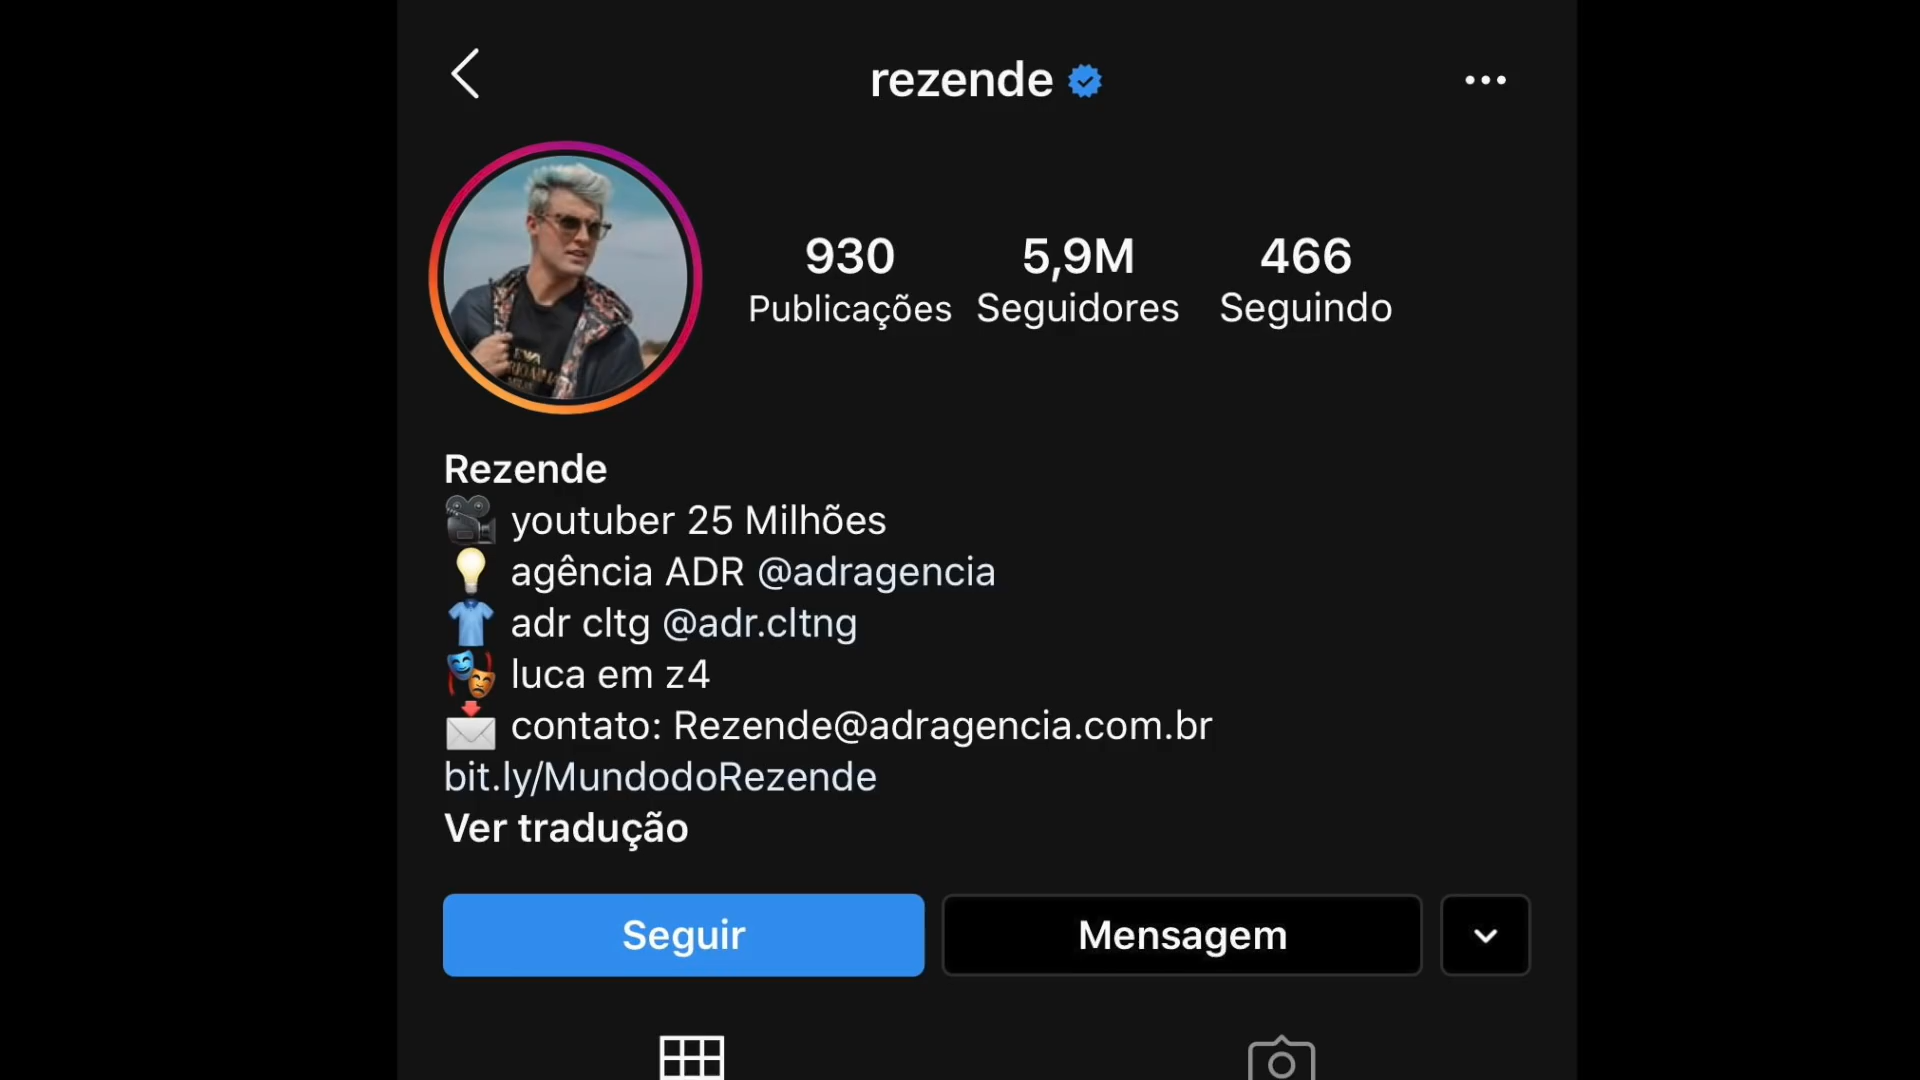 rezende
930
5,9M
466
Publicações
Seguidores
Seguindo
Rezende
youtuber 25 Milhões
agência ADR @adragencia
adr cltg @adr.cltng
luca em z4
contato: Rezende@adragencia.com.br
bit.ly/MundodoRezende
Ver tradução
Seguir
Mensagem